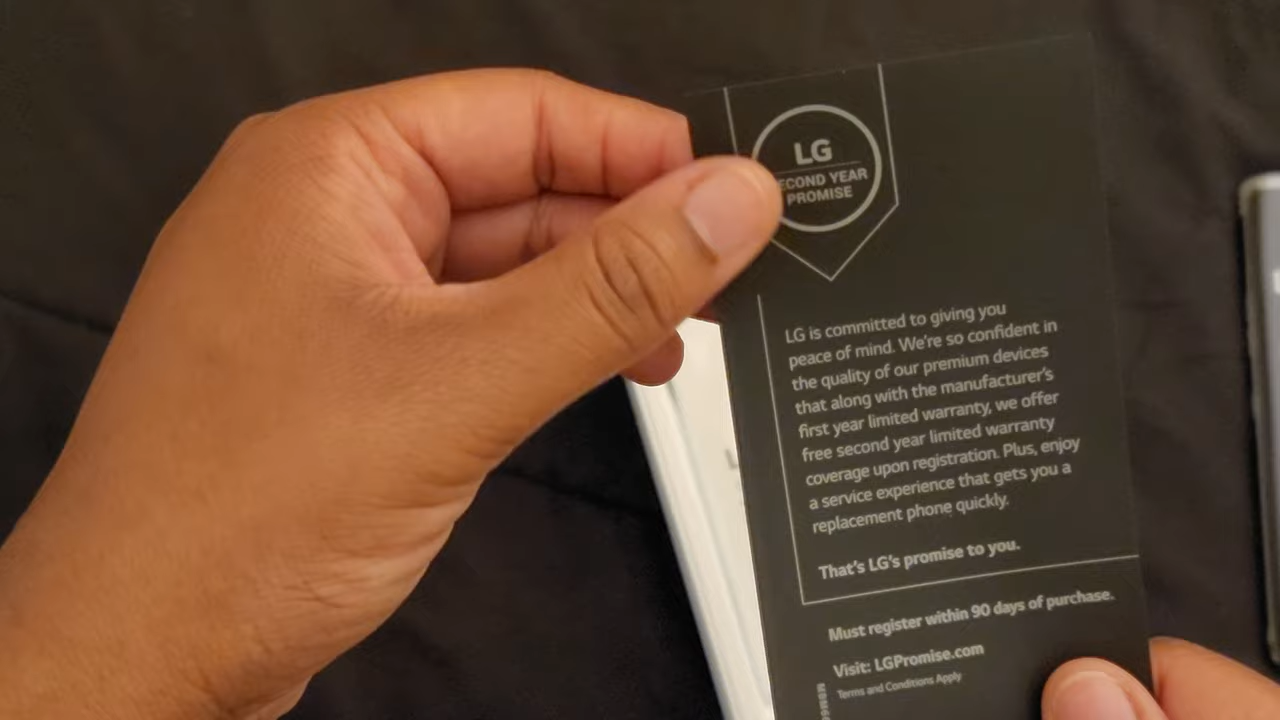 LG
ECOND YEAR
PROMISE
LG is committed to giving you
peace of mind. We're so confident in
the quality of our premium devices
that along with the manufacturer's
first year limited warranty, we offer
free second year limited warranty
coverage upon registration. Plus, enjoy
a service experience that gets you a
replacement phone quickly.
That's LG's promise to you.
Must register within 90 days of purchase.
Visit: LGPromise.com
Terms and Conditions Apply